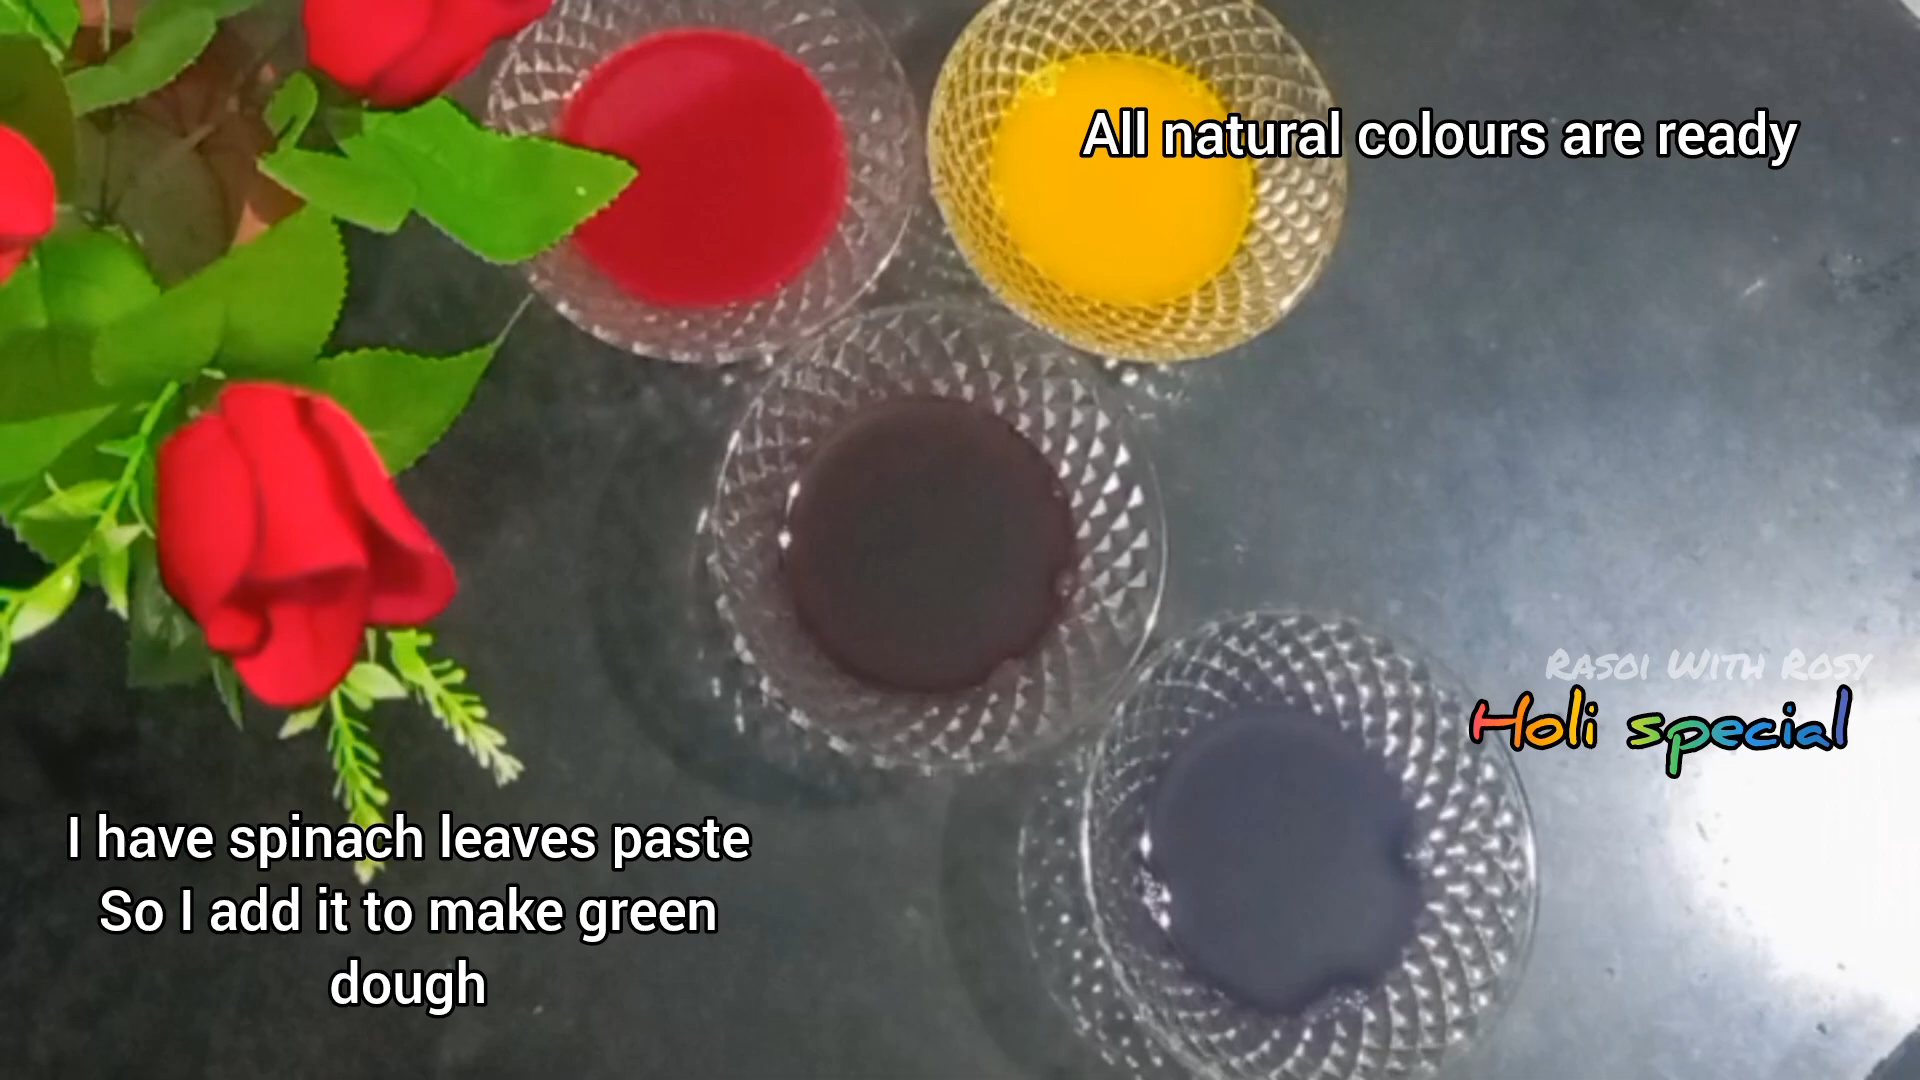 All natural colours are ready
Rasoi With Rosy
Holi special
I have spinach leaves paste
So I add it to make green
dough